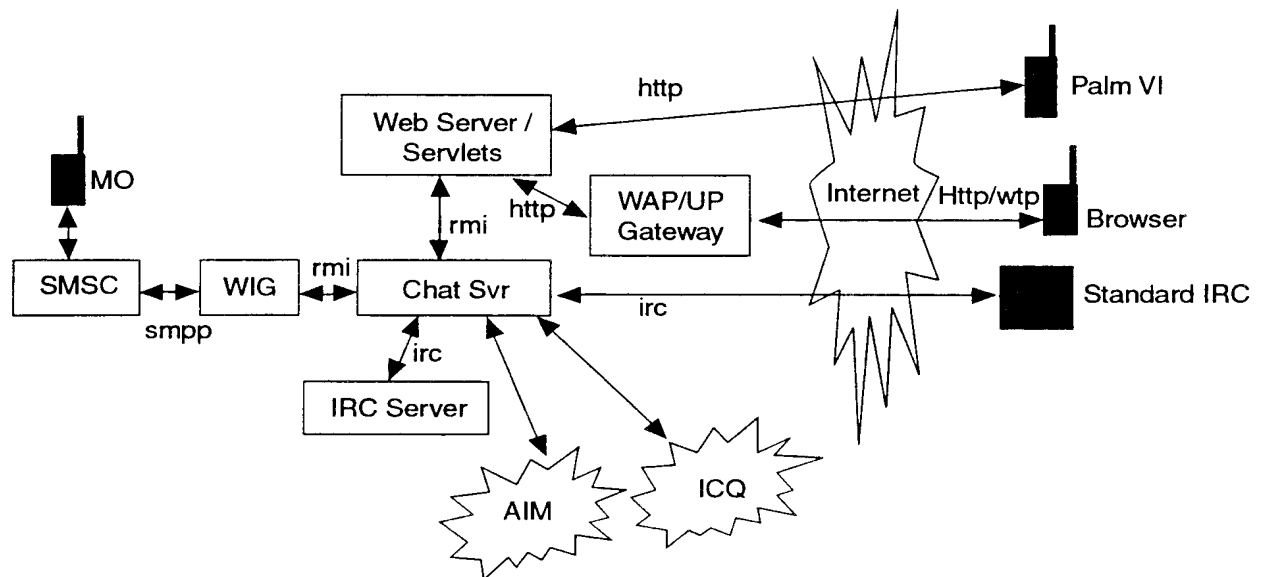 http
Palm VI
Web Server /
Servlets
MO
http
WAP/UP
Gateway
Internet
Http/wtp
Browser
rmi
SMSC
smpp
WIG
rmi
Chat Svr
irc
Standard IRC
irc
IRC Server
AIM
ICQ